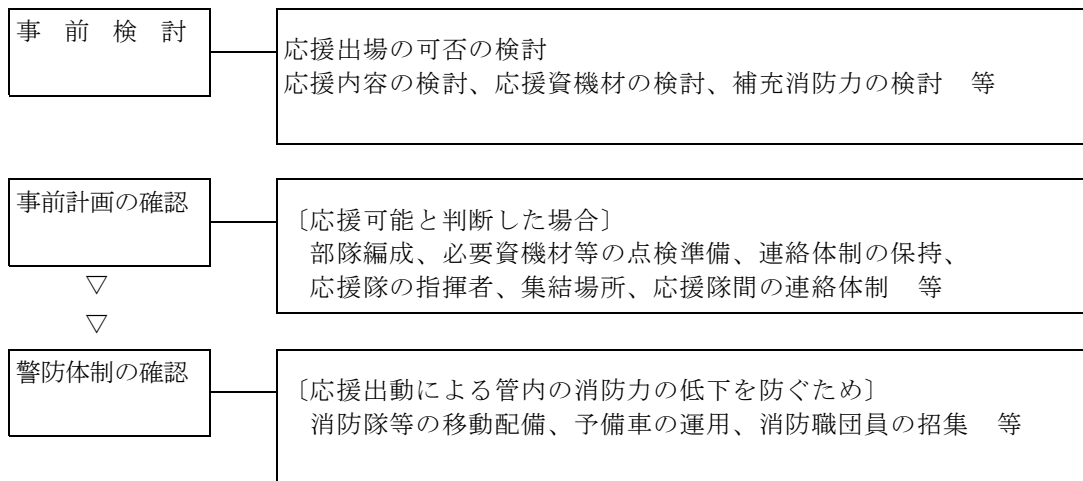 事 前 検 討
応援出場の可否の検討
応援内容の検討、応援資機材の検討、補充消防力の検討 等
事前計画の確認
〔応援可能と判断した場合〕
部隊編成、必要資機材等の点検準備、連絡体制の保持、
応援隊の指揮者、集結場所、応援隊間の連絡体制 等
▽
▽
警防体制の確認
〔応援出動による管内の消防力の低下を防ぐため〕
消防隊等の移動配備、予備車の運用、消防職団員の招集 等